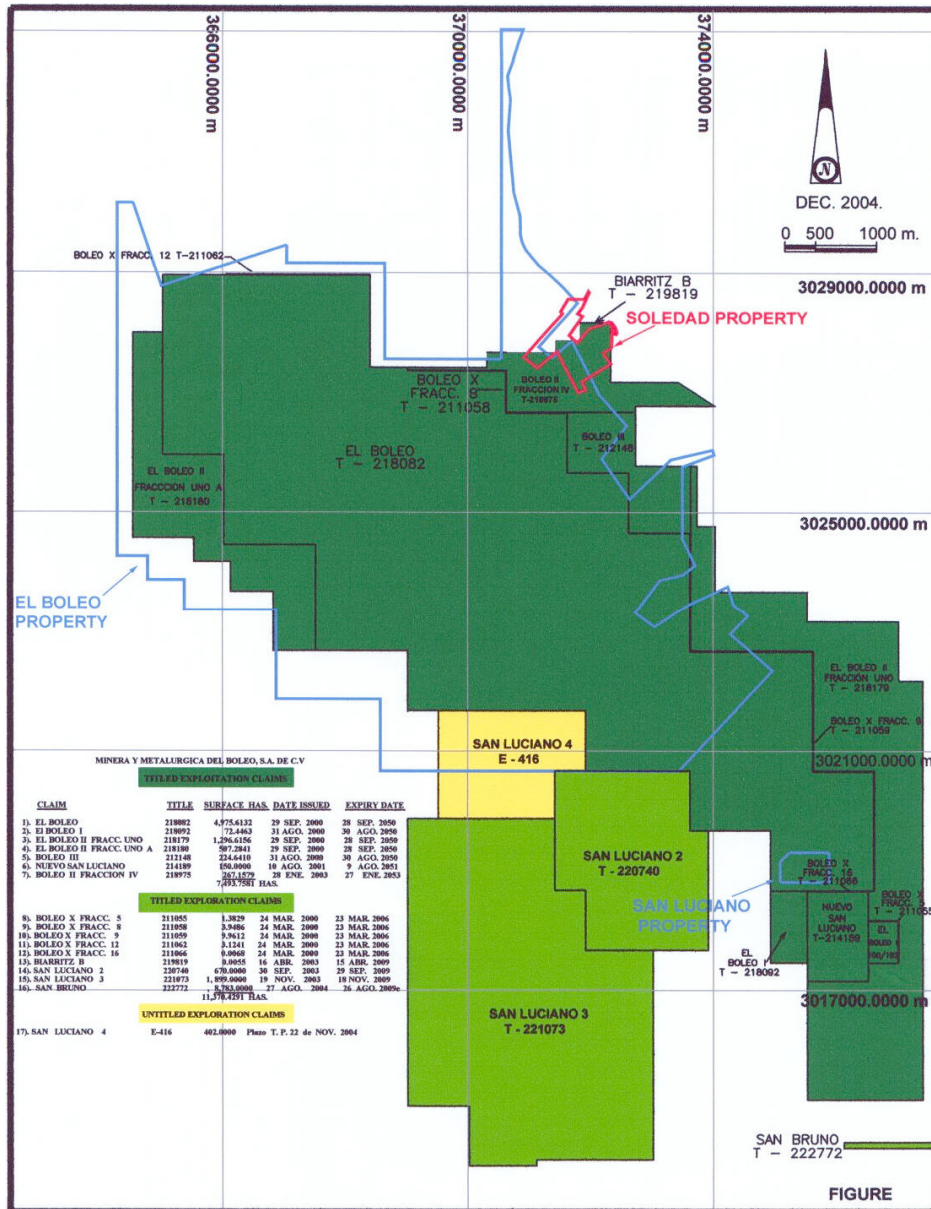 366000.0000 m
370000.0000 m
374000.0000 m
N
DEC. 2004.
0 500 1000 m.
BOLEO X FRACC. 12 T-211062
BIARRITZ B
T - 219819
3029000.0000 m
SOLEDAD PROPERTY
BOLEO X
FRACC. 8
T - 211058
BOLEO II
FRACCION IV
T-218975
BOLEO III
T - 212148
EL BOLEO
T - 218082
EL BOLEO II
FRACCCION UNO A
T - 218180
3025000.0000 m
EL BOLEO
PROPERTY
EL BOLEO II
FRACCIÓN UNO
T - 218179
BOLEO X FRACC. 9
T - 211059
SAN LUCIANO 4
E - 416
3021000.0000 m
MINERA Y METALURGICA DEL BOLEO, S.A. DE C.V
TITLED EXPLOITATION CLAIMS
CLAIM TITLE SURFACE HAS. DATE ISSUED EXPIRY DATE
1). EL BOLEO 218082 4,975.6132 29 SEP. 2000 28 SEP. 2050
2). El BOLEO I 218092 72.4463 31 AGO. 2000 30 AGO. 2050
3). EL BOLEO II FRACC. UNO 218179 1,296.6156 29 SEP. 2000 28 SEP. 2050
4). EL BOLEO II FRACC. UNO A 218180 507.2841 29 SEP. 2000 28 SEP. 2050
5). BOLEO III 212148 224.6410 31 AGO. 2000 30 AGO. 2050
6). NUEVO SAN LUCIANO 214189 150.0000 10 AGO. 2001 9 AGO. 2051
7). BOLEO II FRACCION IV 218975 267.1579 28 ENE. 2003 27 ENE. 2053
7,493.7581 HAS.
TITLED EXPLORATION CLAIMS
8). BOLEO X FRACC. 5 211055 1.3829 24 MAR. 2000 23 MAR. 2006
9). BOLEO X FRACC. 8 211058 3.9486 24 MAR. 2000 23 MAR. 2006
10). BOLEO X FRACC. 9 211059 9.9612 24 MAR. 2000 23 MAR. 2006
11). BOLEO X FRACC. 12 211062 3.1241 24 MAR. 2000 23 MAR. 2006
12). BOLEO X FRACC. 16 211066 0.0068 24 MAR. 2000 23 MAR. 2006
13). BIARRITZ B 219819 0.0055 16 ABR. 2003 15 ABR. 2009
14). SAN LUCIANO 2 220740 670.0000 30 SEP. 2003 29 SEP. 2009
15). SAN LUCIANO 3 221073 1,899.0000 19 NOV. 2003 18 NOV. 2009
16). SAN BRUNO 222772 8,783.0000 27 AGO. 2004 26 AGO. 2009e
11,370.4291 HAS.
UNTITLED EXPLORATION CLAIMS
17). SAN LUCIANO 4 E-416 402.0000 Plazo T. P. 22 de NOV. 2004
SAN LUCIANO 2
T - 220740
BOLEO X
FRACC. 16
T - 211066
SAN LUCIANO
PROPERTY
BOLEO X
FRACC. 5
T-211055
NUEVO
SAN
LUCIANO
T-214189
EL
BOLEO I
EL
BOLEO I
T - 218092
3017000.0000 m
SAN LUCIANO 3
T - 221073
SAN BRUNO
T - 222772
FIGURE